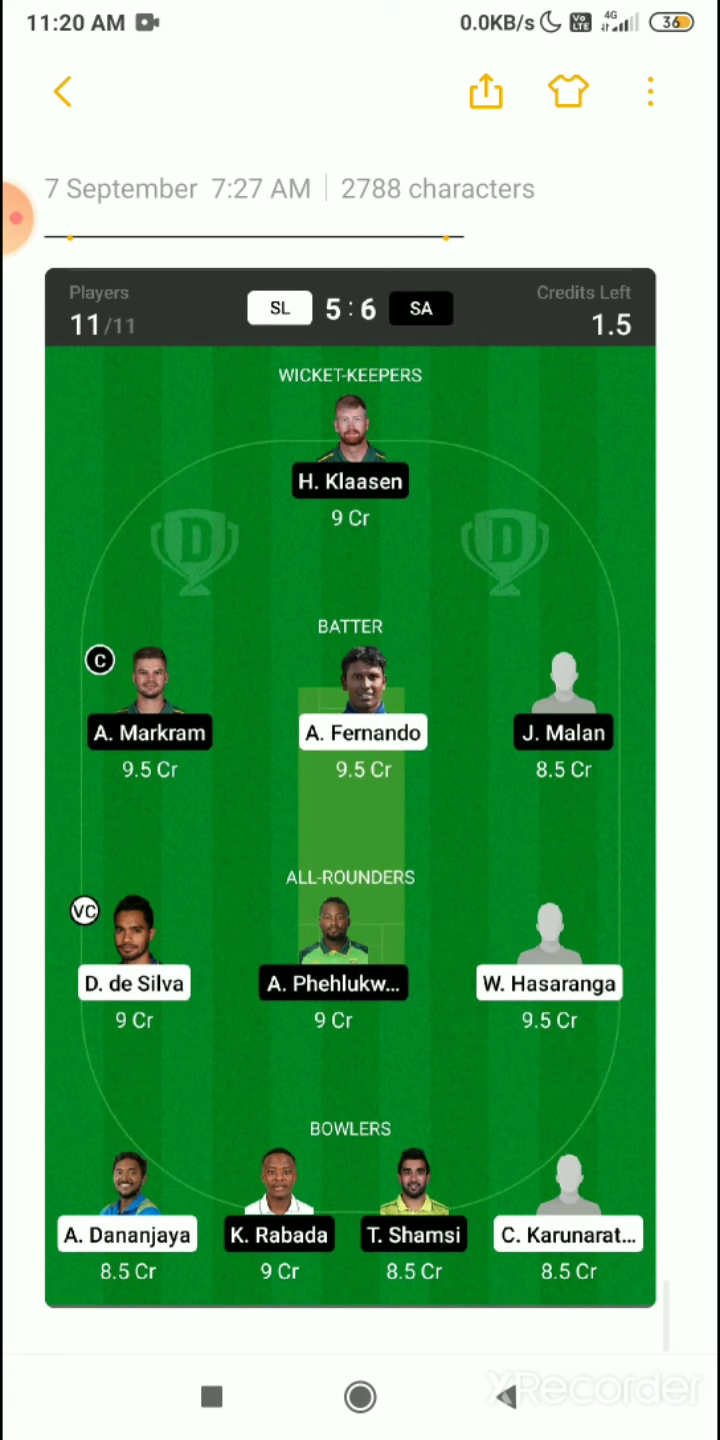 11:20 AM 0.0KB/s Vo LTE 4G 36
7 September 7:27 AM 2788 characters
Players SL 5 : 6 SA Credits Left
11/11 1.5
WICKET-KEEPERS
H. Klaasen
9 Cr
D D
BATTER
C
A. Markram A. Fernando J. Malan
9.5 Cr 9.5 Cr 8.5 Cr
ALL-ROUNDERS
VC
D. de Silva A. Phehlukw... W. Hasaranga
9 Cr 9 Cr 9.5 Cr
BOWLERS
A. Dananjaya K. Rabada T. Shamsi C. Karunarat...
8.5 Cr 9 Cr 8.5 Cr 8.5 Cr
XRecorder